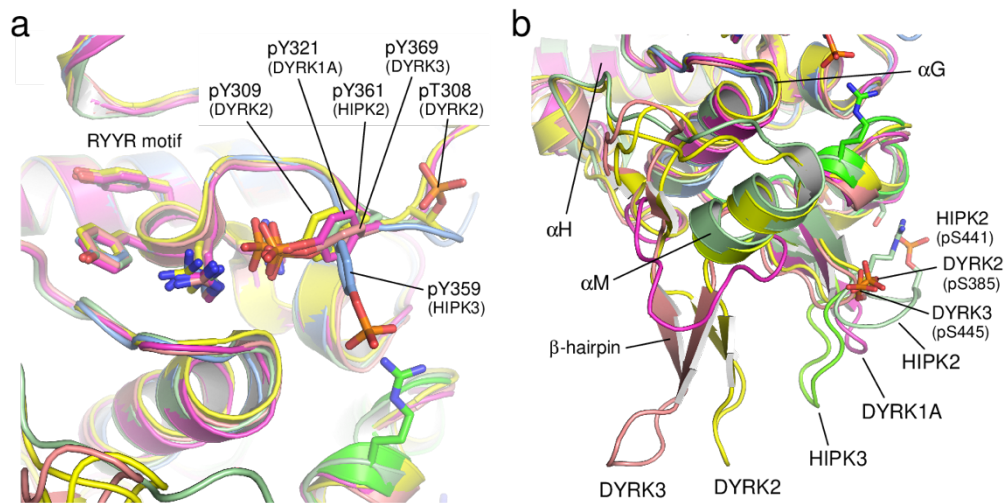 a
pY321
(DYRK1A)
pY369
(DYRK3)
pY309
(DYRK2)
pY361
(HIPK2)
pT308
(DYRK2)
RYYR motif
pY359
(HIPK3)
b
αG
αH
αM
HIPK2
(pS441)
DYRK2
(pS385)
DYRK3
(pS445)
β-hairpin
HIPK2
DYRK1A
HIPK3
DYRK3
DYRK2